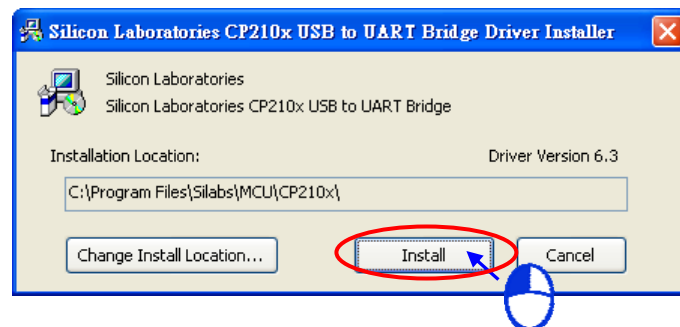 Silicon Laboratories CP210x USB to UART Bridge Driver Installer
Silicon Laboratories
Silicon Laboratories CP210x USB to UART Bridge
Installation Location: Driver Version 6.3
C:\Program Files\Silabs\MCU\CP210x\
Change Install Location... Install Cancel